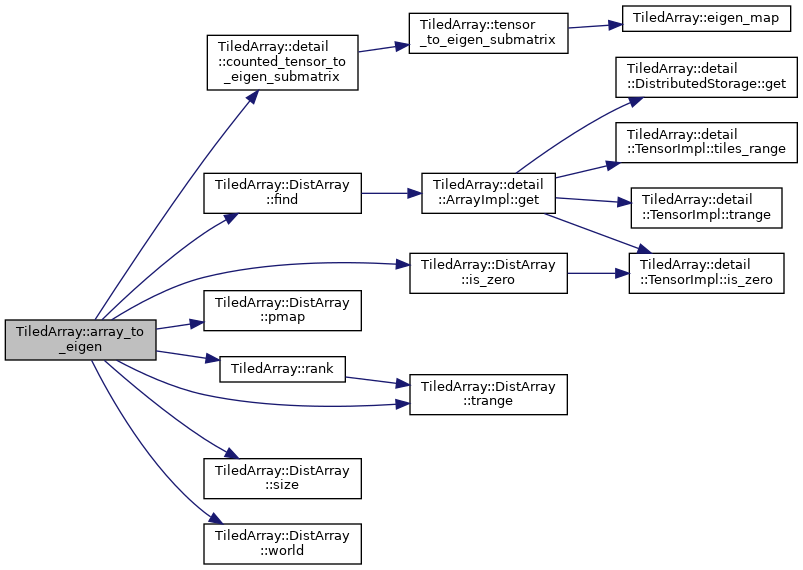 TiledArray::array_to
_eigen
TiledArray::detail
::counted_tensor_to
_eigen_submatrix
TiledArray::tensor
_to_eigen_submatrix
TiledArray::eigen_map
TiledArray::DistArray
::find
TiledArray::detail
::ArrayImpl::get
TiledArray::detail
::DistributedStorage::get
TiledArray::detail
::TensorImpl::tiles_range
TiledArray::detail
::TensorImpl::trange
TiledArray::detail
::TensorImpl::is_zero
TiledArray::DistArray
::is_zero
TiledArray::DistArray
::pmap
TiledArray::rank
TiledArray::DistArray
::trange
TiledArray::DistArray
::size
TiledArray::DistArray
::world